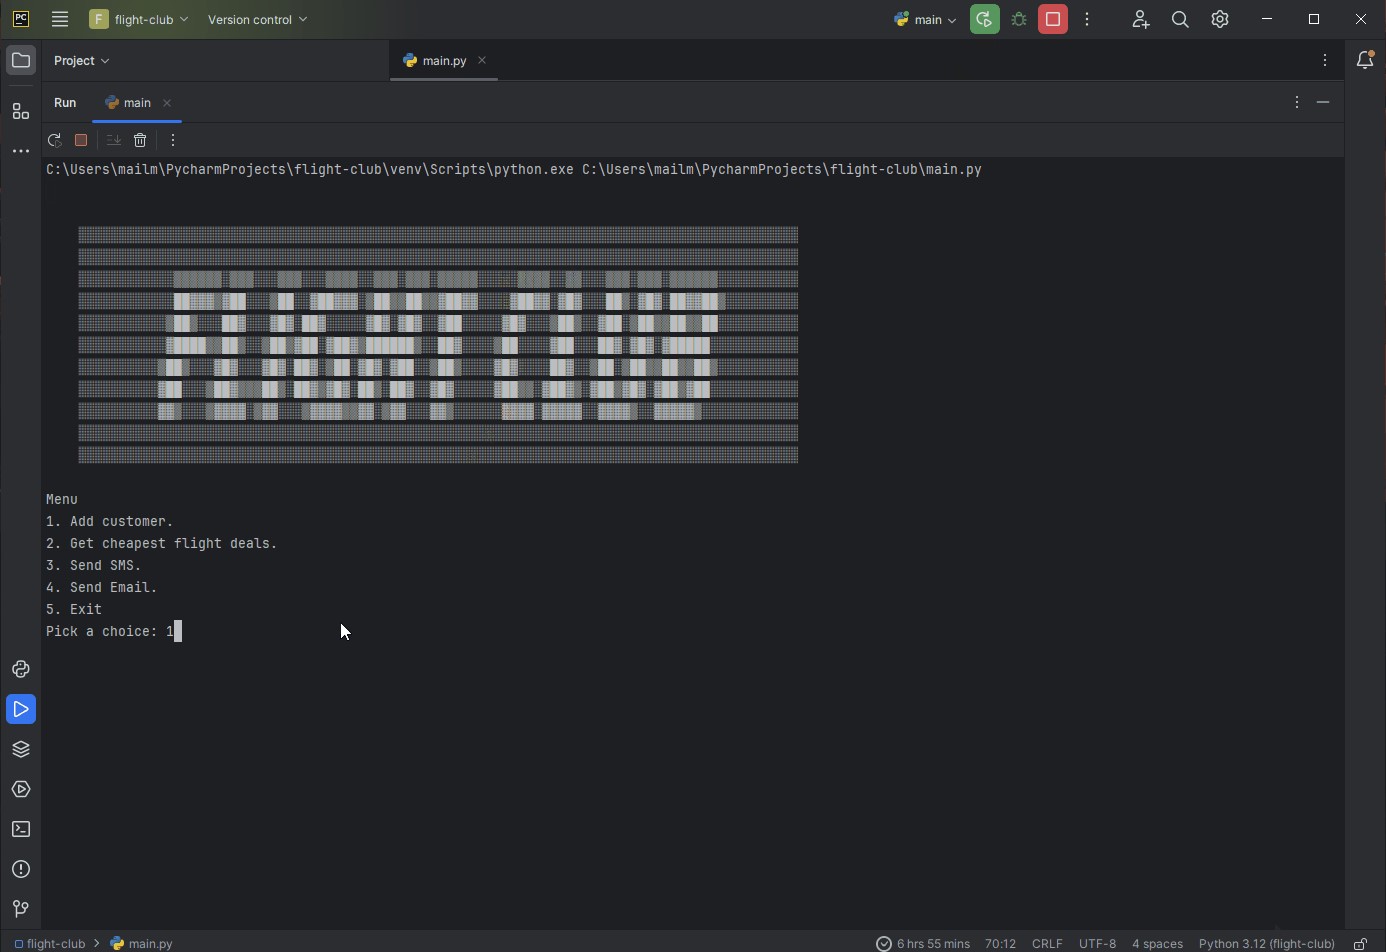 PC
F flight-club Version control main
Project main.py
Run main
C:\Users\mailm\PycharmProjects\flight-club\venv\Scripts\python.exe C:\Users\mailm\PycharmProjects\flight-club\main.py
Menu
1. Add customer.
2. Get cheapest flight deals.
3. Send SMS.
4. Send Email.
5. Exit
Pick a choice: 1
flight-club > main.py 6 hrs 55 mins 70:12 CRLF UTF-8 4 spaces Python 3.12 (flight-club)